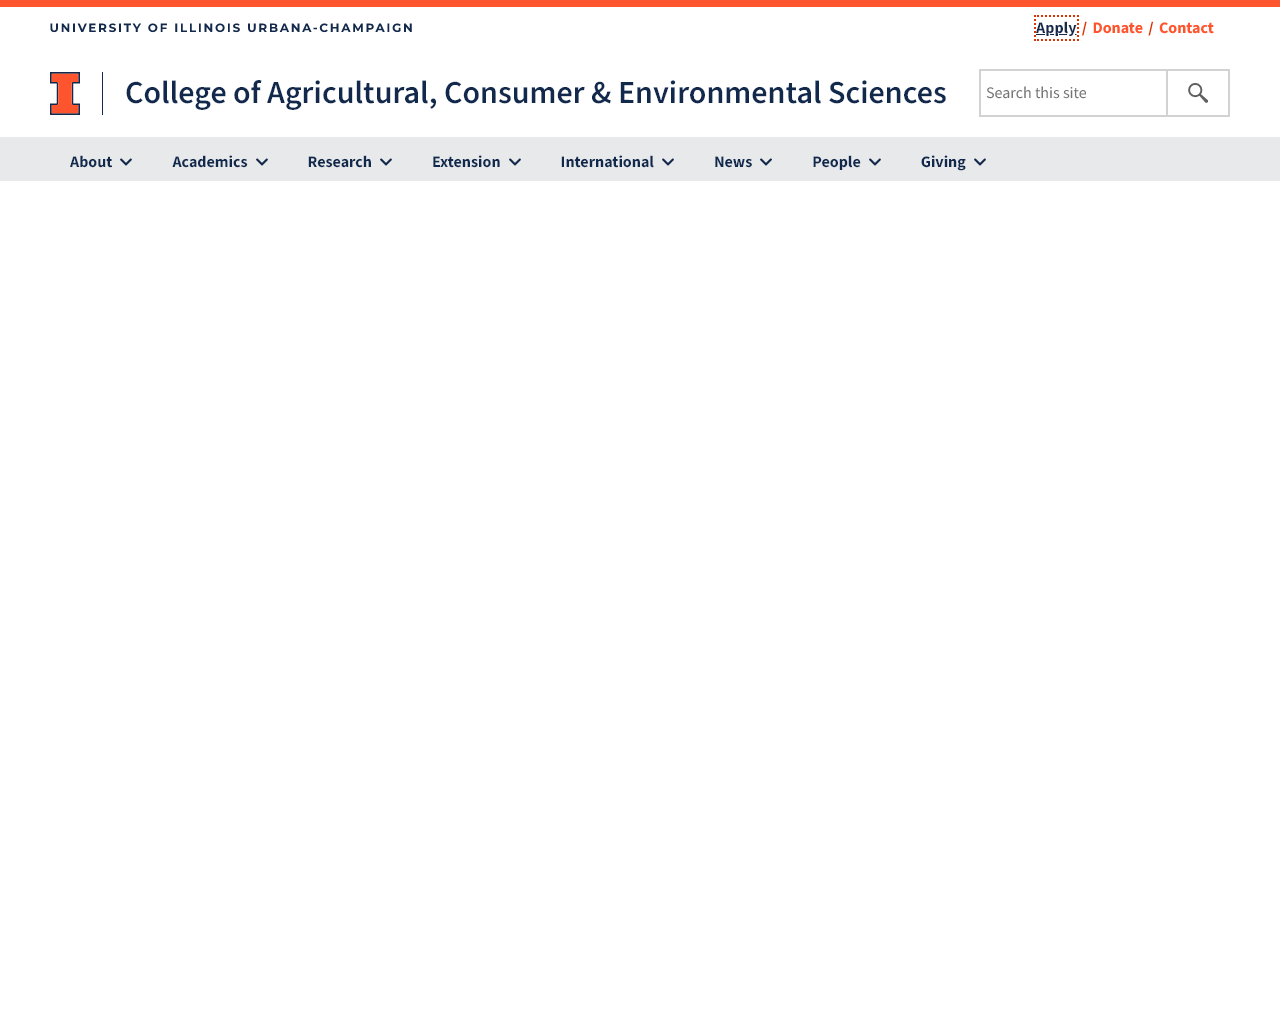 UNIVERSITY OF ILLINOIS URBANA-CHAMPAIGN
Apply / Donate / Contact
College of Agricultural, Consumer & Environmental Sciences
Search this site
About Academics Research Extension International News People Giving